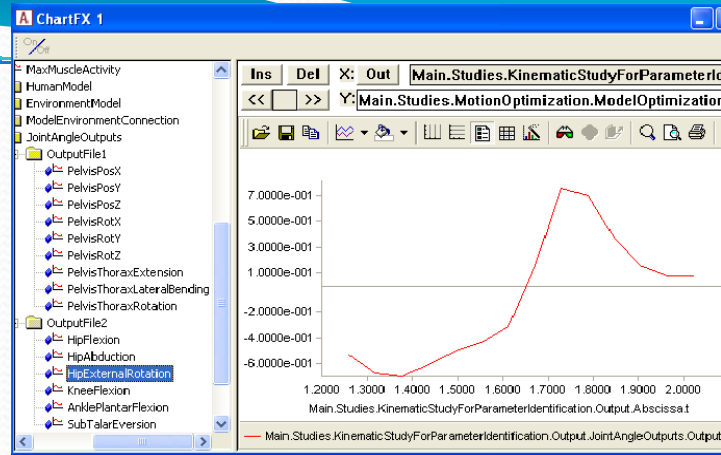 ChartFX 1
On/Off
MaxMuscleActivity
HumanModel
EnvironmentModel
ModelEnvironmentConnection
JointAngleOutputs
OutputFile1
PelvisPosX
PelvisPosY
PelvisPosZ
PelvisRotX
PelvisRotY
PelvisRotZ
PelvisThoraxExtension
PelvisThoraxLateralBending
PelvisThoraxRotation
OutputFile2
HipFlexion
HipAbduction
HipExternalRotation
KneeFlexion
AnklePlantarFlexion
SubTalarEversion
Ins Del X: Out Main.Studies.KinematicStudyForParameterId
<< >> Y: Main.Studies.MotionOptimization.ModelOptimization
7.0000e-001
5.0000e-001
3.0000e-001
1.0000e-001
-2.0000e-001
-4.0000e-001
-6.0000e-001
1.2000 1.3000 1.4000 1.5000 1.6000 1.7000 1.8000 1.9000 2.0000
Main.Studies.KinematicStudyForParameterIdentification.Output.Abscissa.t
Main.Studies.KinematicStudyForParameterIdentification.Output.JointAngleOutputs.Output